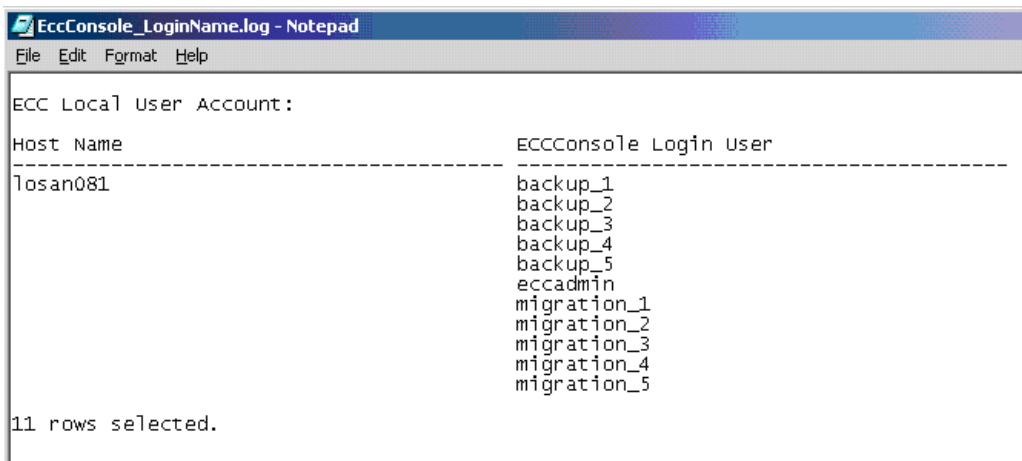 EccConsole_LoginName.log - Notepad
File Edit Format Help
ECC Local User Account:
Host Name ECCConsole Login User
---------------------------------------- ----------------------------------------
losan081 backup_1
backup_2
backup_3
backup_4
backup_5
eccadmin
migration_1
migration_2
migration_3
migration_4
migration_5
11 rows selected.